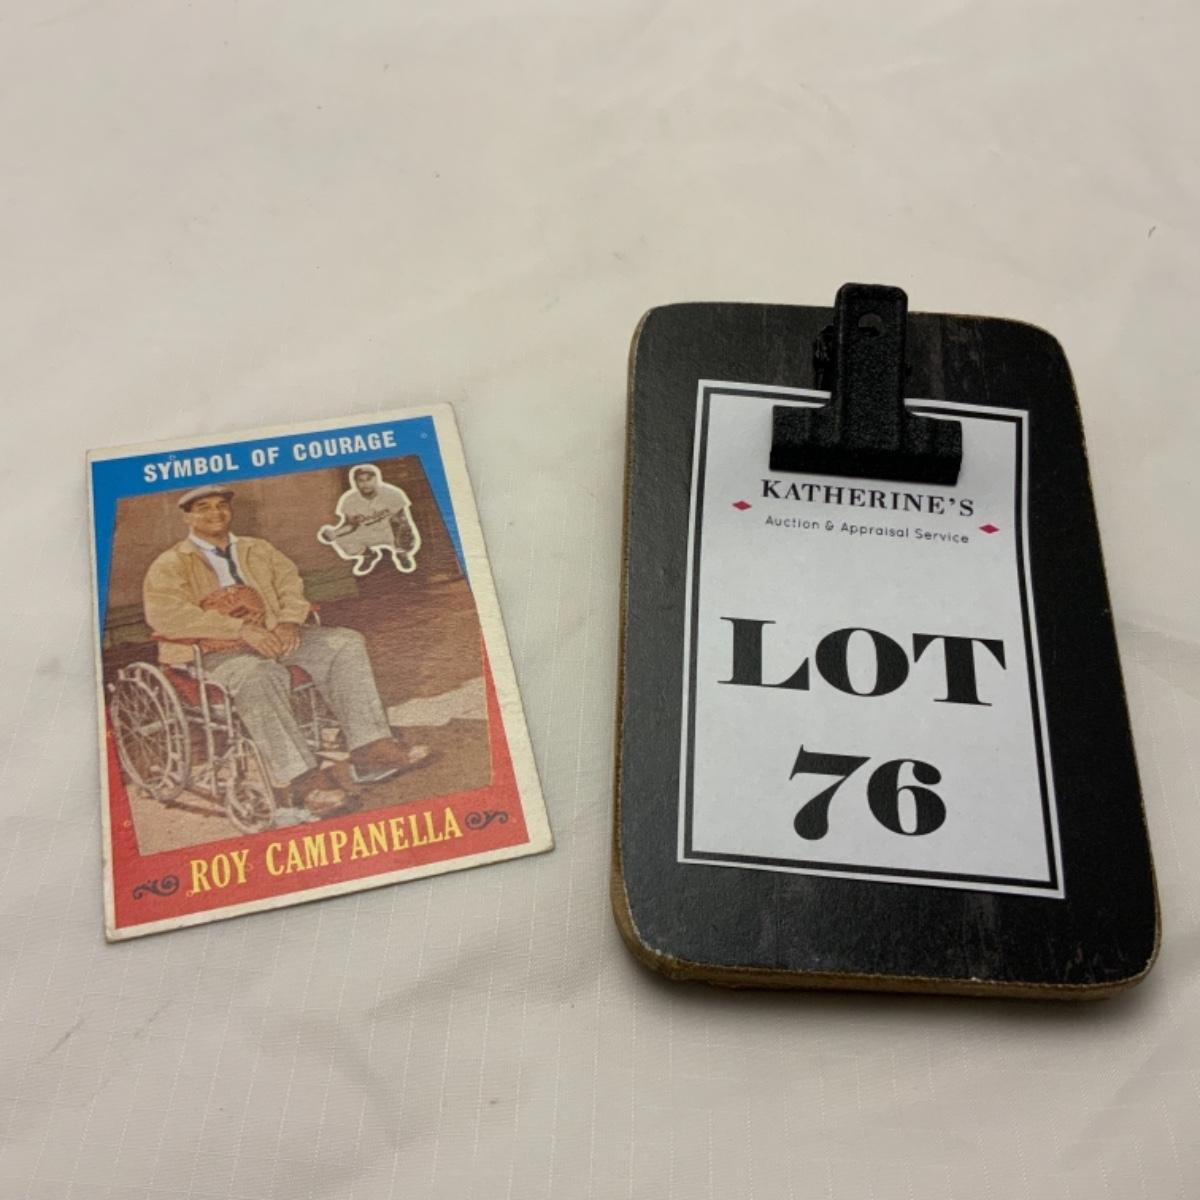 SYMBOL OF COURAGE
ROY CAMPANELLA
KATHERINE'S
Auction & Appraisal Service
LOT
76